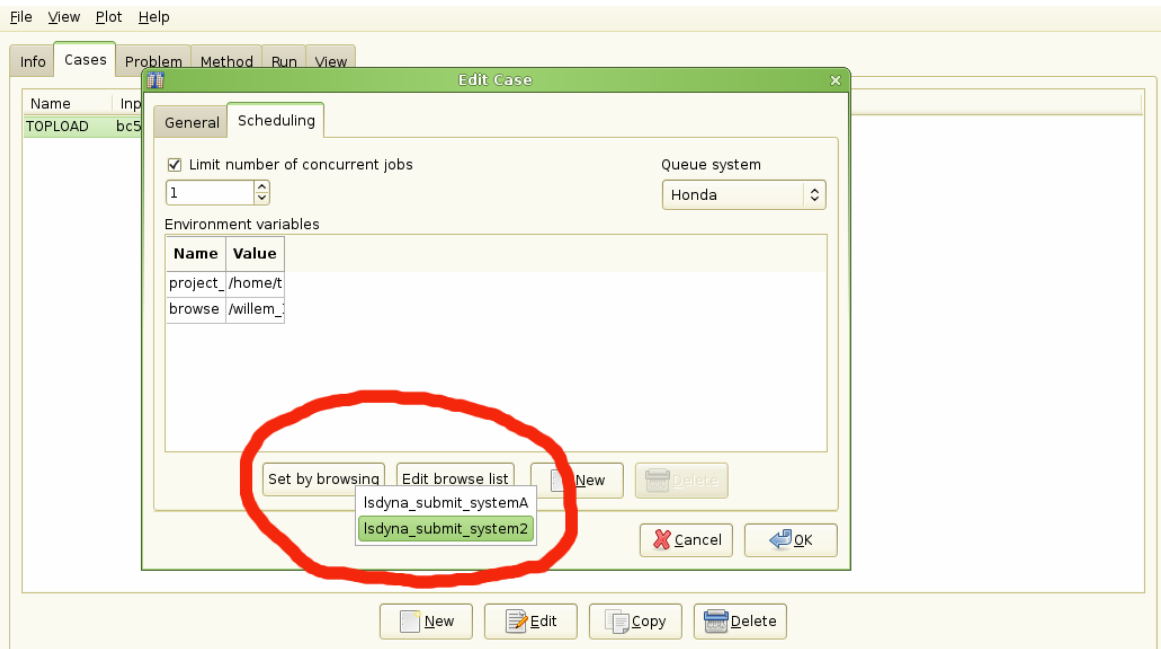 File View Plot Help
Info Cases Problem Method Run View
Edit Case
Name Inp
TOPLOAD bc5
General Scheduling
Limit number of concurrent jobs
Queue system
1
Honda
Environment variables
Name Value
project_ /home/t
browse /willem_
Set by browsing Edit browse list New Delete
lsdyna_submit_systemA
lsdyna_submit_system2
Cancel OK
New Edit Copy Delete